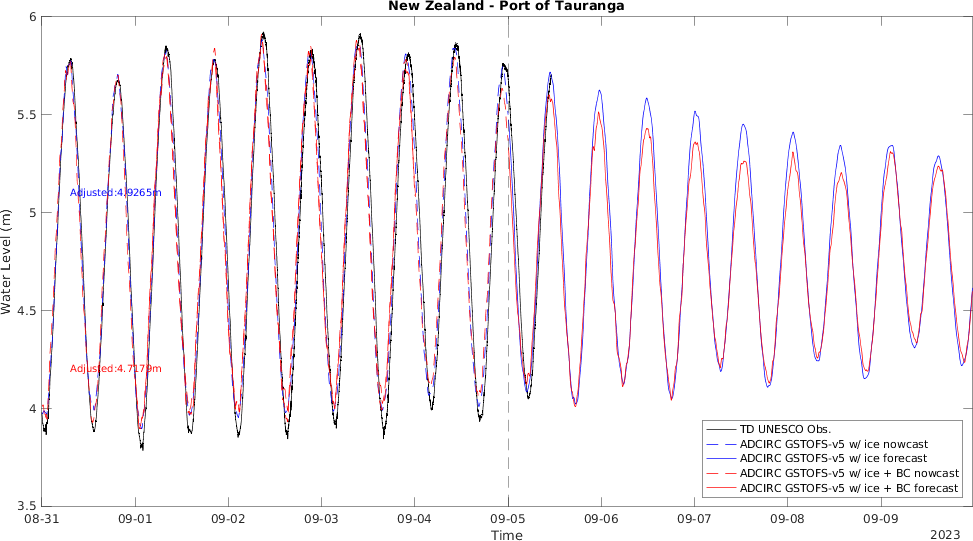 New Zealand - Port of Tauranga
6
5.5
5
4.5
4
3.5
Water Level (m)
Adjusted:4.9265m
Adjusted:4.7179m
TD UNESCO Obs.
ADCIRC GSTOFS-v5 w/ ice nowcast
ADCIRC GSTOFS-v5 w/ ice forecast
ADCIRC GSTOFS-v5 w/ ice + BC nowcast
ADCIRC GSTOFS-v5 w/ ice + BC forecast
08-31 09-01 09-02 09-03 09-04 09-05 09-06 09-07 09-08 09-09
Time
2023